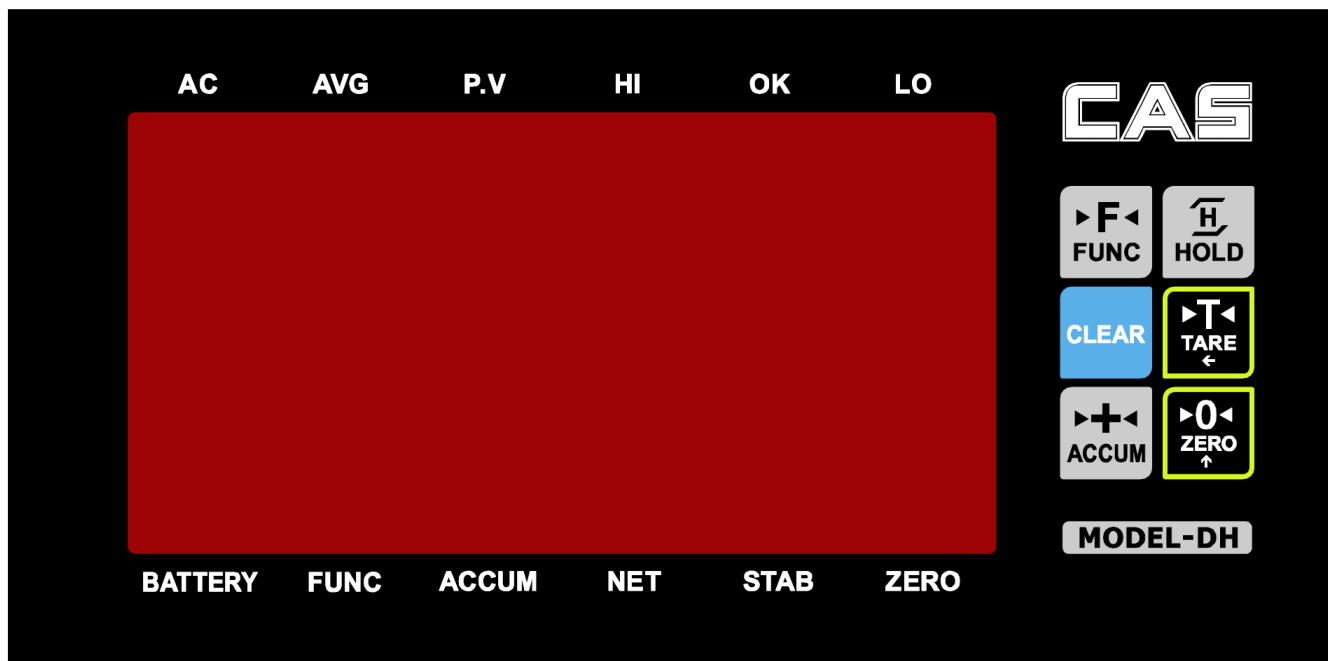 AC AVG P.V HI OK LO
CAS
▶F◀ H
FUNC HOLD
CLEAR
▶T◀
TARE
←
▶+◀
ACCUM
▶0◀
ZERO
↑
MODEL-DH
BATTERY FUNC ACCUM NET STAB ZERO